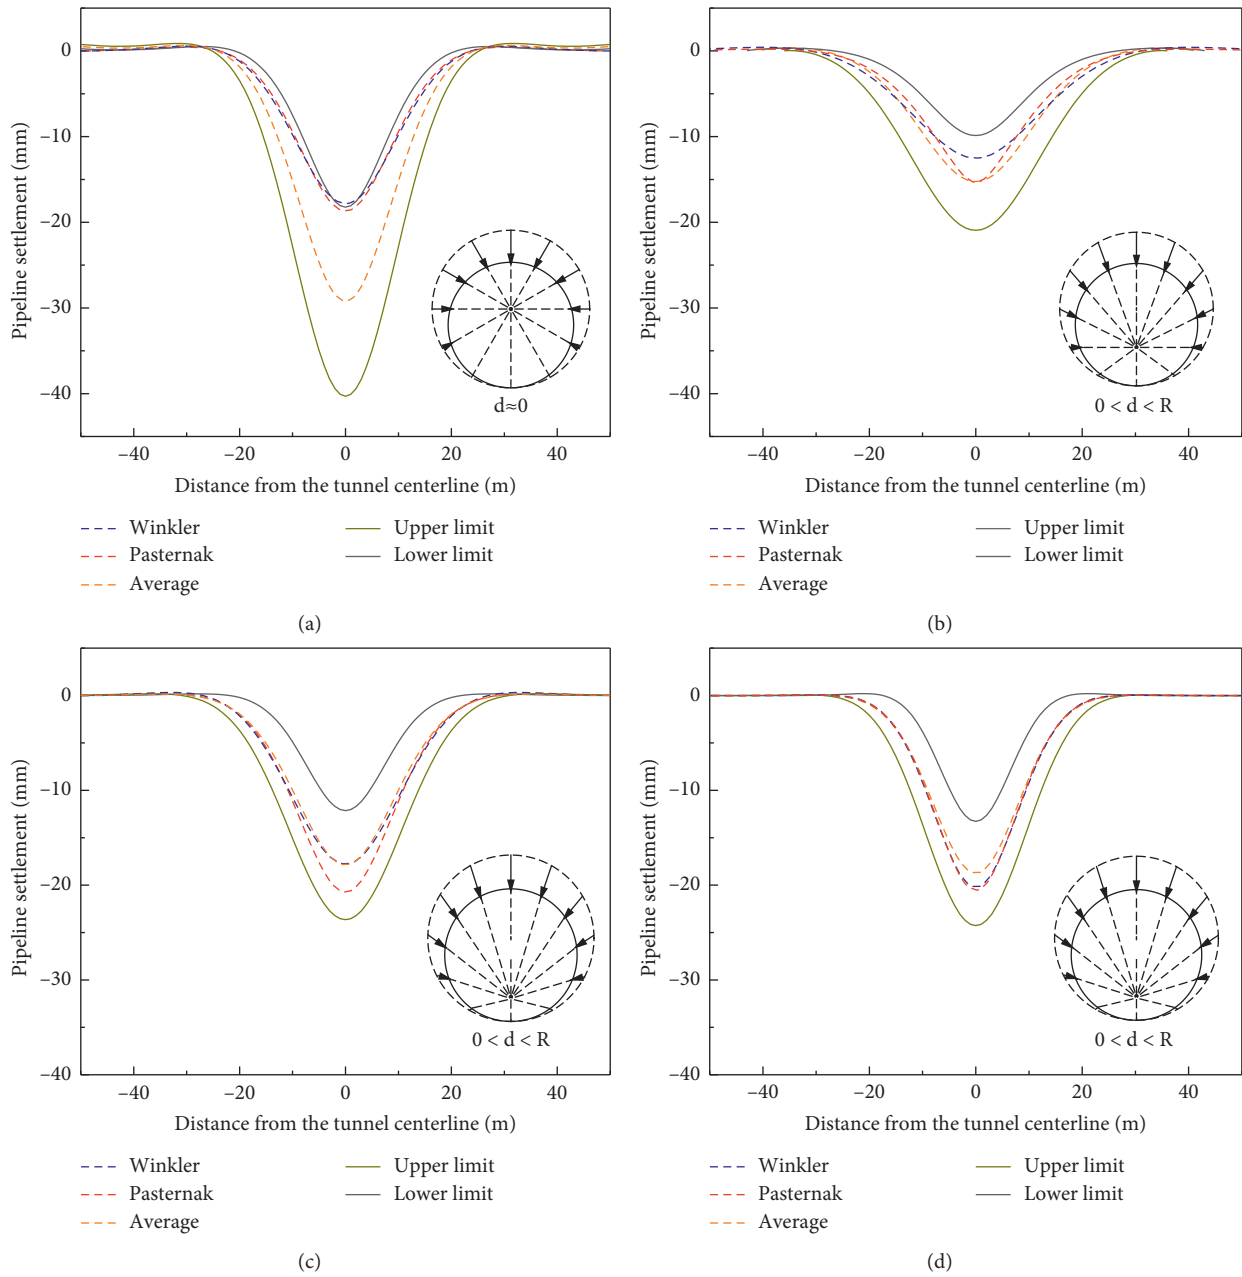 0
−10
−20
−30
−40
Pipeline settlement (mm)
−40
−20
0
20
40
Distance from the tunnel centerline (m)
d≈0
Winkler
Pasternak
Average
Upper limit
Lower limit
(a)
0
−10
−20
−30
−40
Pipeline settlement (mm)
−40
−20
0
20
40
Distance from the tunnel centerline (m)
0 < d < R
Winkler
Pasternak
Average
Upper limit
Lower limit
(b)
0
−10
−20
−30
−40
Pipeline settlement (mm)
−40
−20
0
20
40
Distance from the tunnel centerline (m)
0 < d < R
Winkler
Pasternak
Average
Upper limit
Lower limit
(c)
0
−10
−20
−30
−40
Pipeline settlement (mm)
−40
−20
0
20
40
Distance from the tunnel centerline (m)
0 < d < R
Winkler
Pasternak
Average
Upper limit
Lower limit
(d)